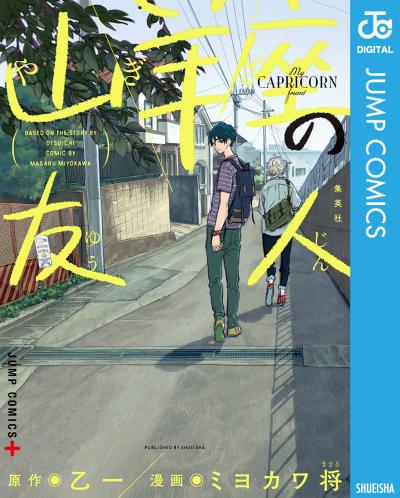 JC
DIGITAL
JUMP COMICS
山羊座の
やぎざ
My
CAPRICORN
friend
(BASED ON THE STORY BY
OTSUICHI
COMIC BY
MASARU MIYOKAWA)
集英社
友人
ゆうじん
JUMP COMICS+
PUBLISHED BY SHUEISHA
原作●乙一/漫画●ミヨカワ将
まさる
SHUEISHA